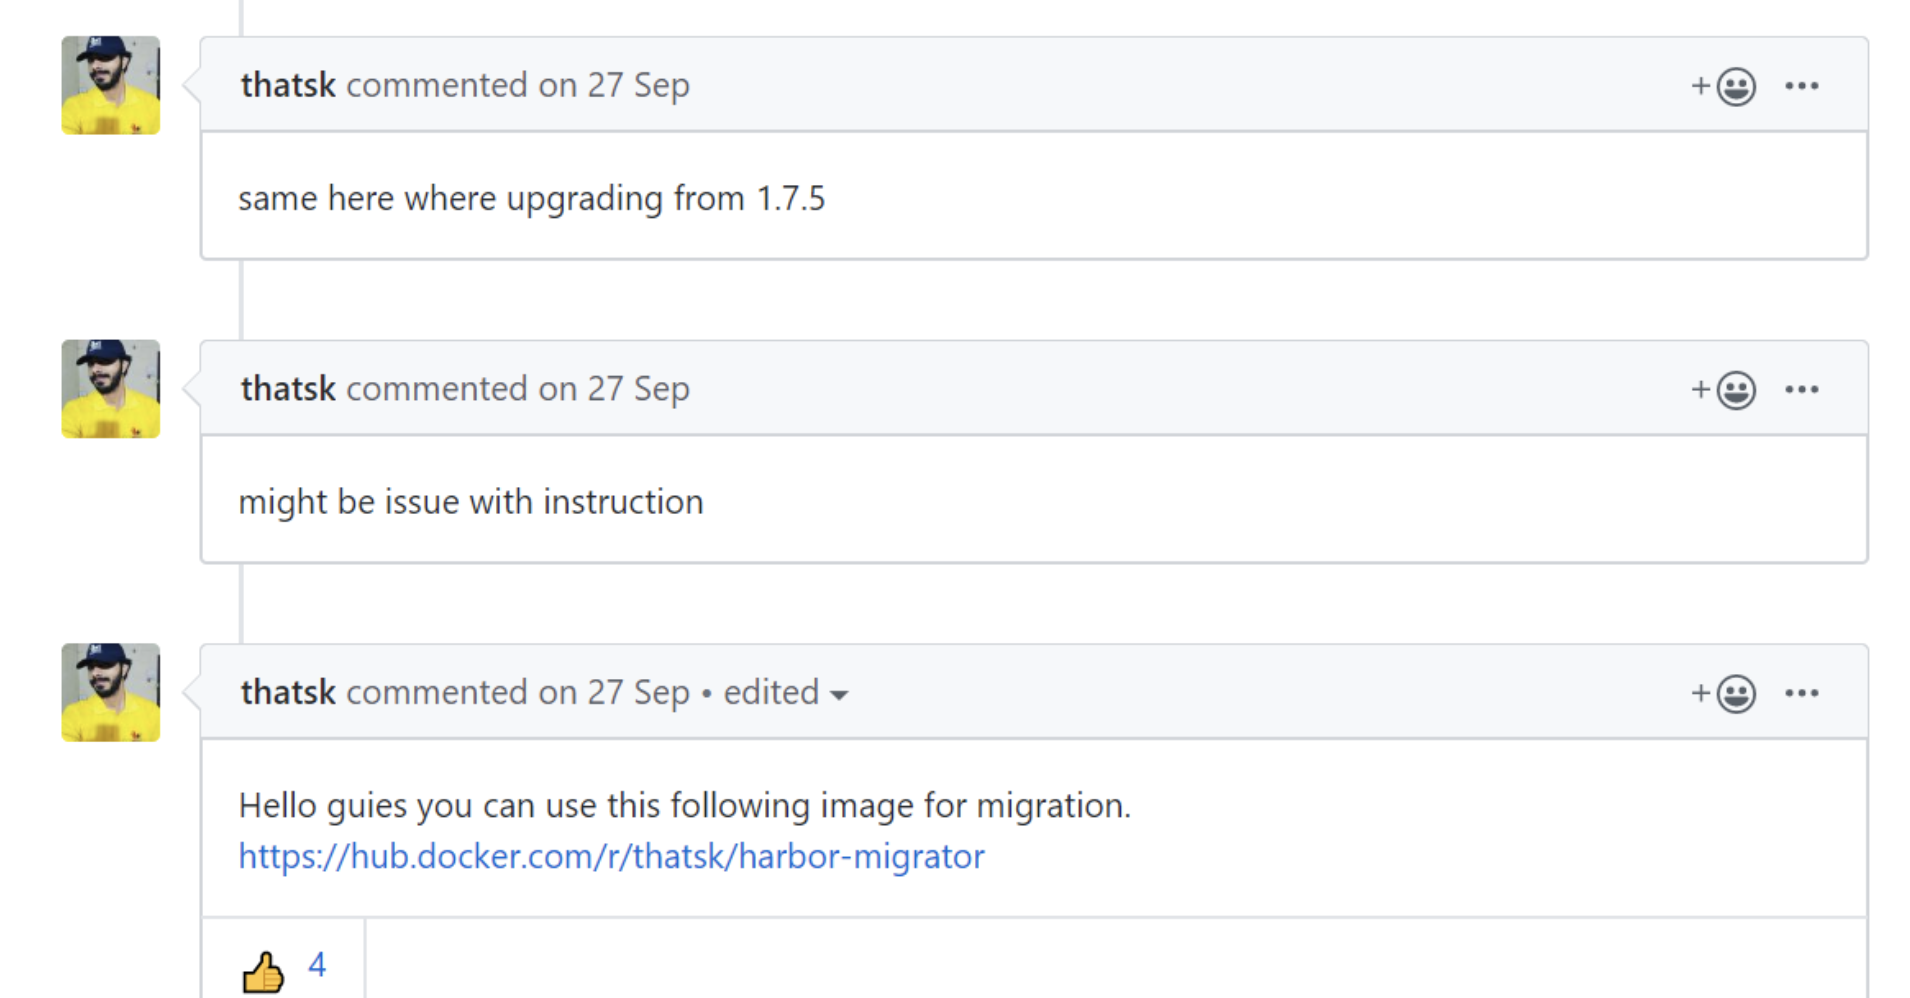 thatsk commented on 27 Sep
same here where upgrading from 1.7.5
thatsk commented on 27 Sep
might be issue with instruction
thatsk commented on 27 Sep • edited
Hello guies you can use this following image for migration.
https://hub.docker.com/r/thatsk/harbor-migrator
4